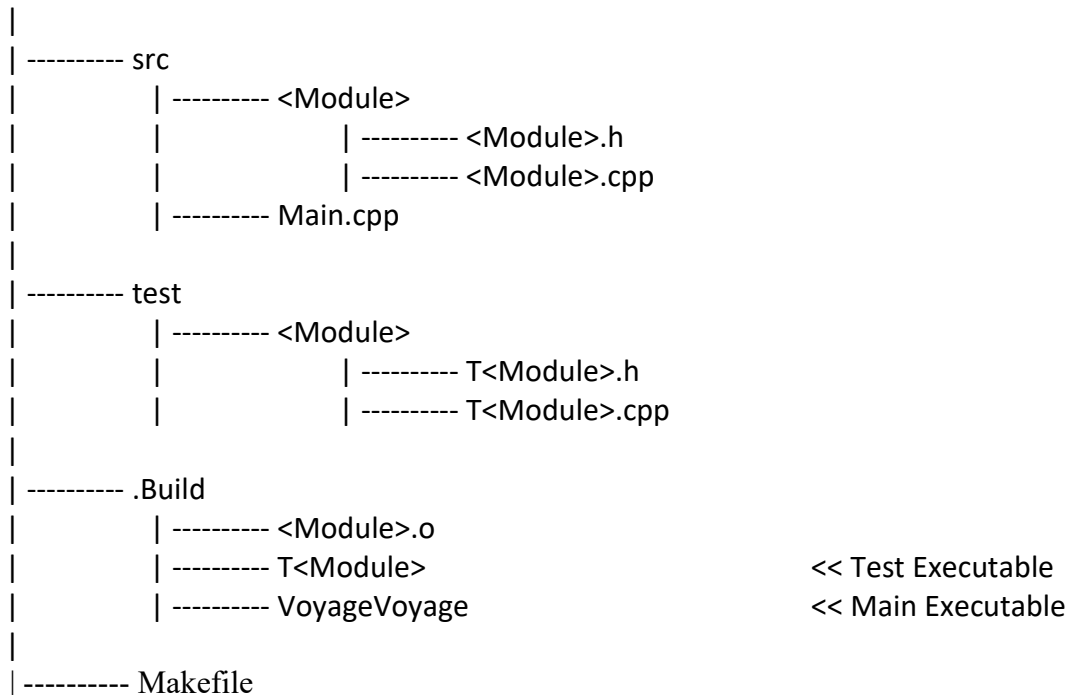 |
| ---------- src
| | ---------- <Module>
| | | ---------- <Module>.h
| | | ---------- <Module>.cpp
| | ---------- Main.cpp
|
| ---------- test
| | ---------- <Module>
| | | ---------- T<Module>.h
| | | ---------- T<Module>.cpp
|
| ---------- .Build
| | ---------- <Module>.o
| | ---------- T<Module> << Test Executable
| | ---------- VoyageVoyage << Main Executable
|
| ---------- Makefile